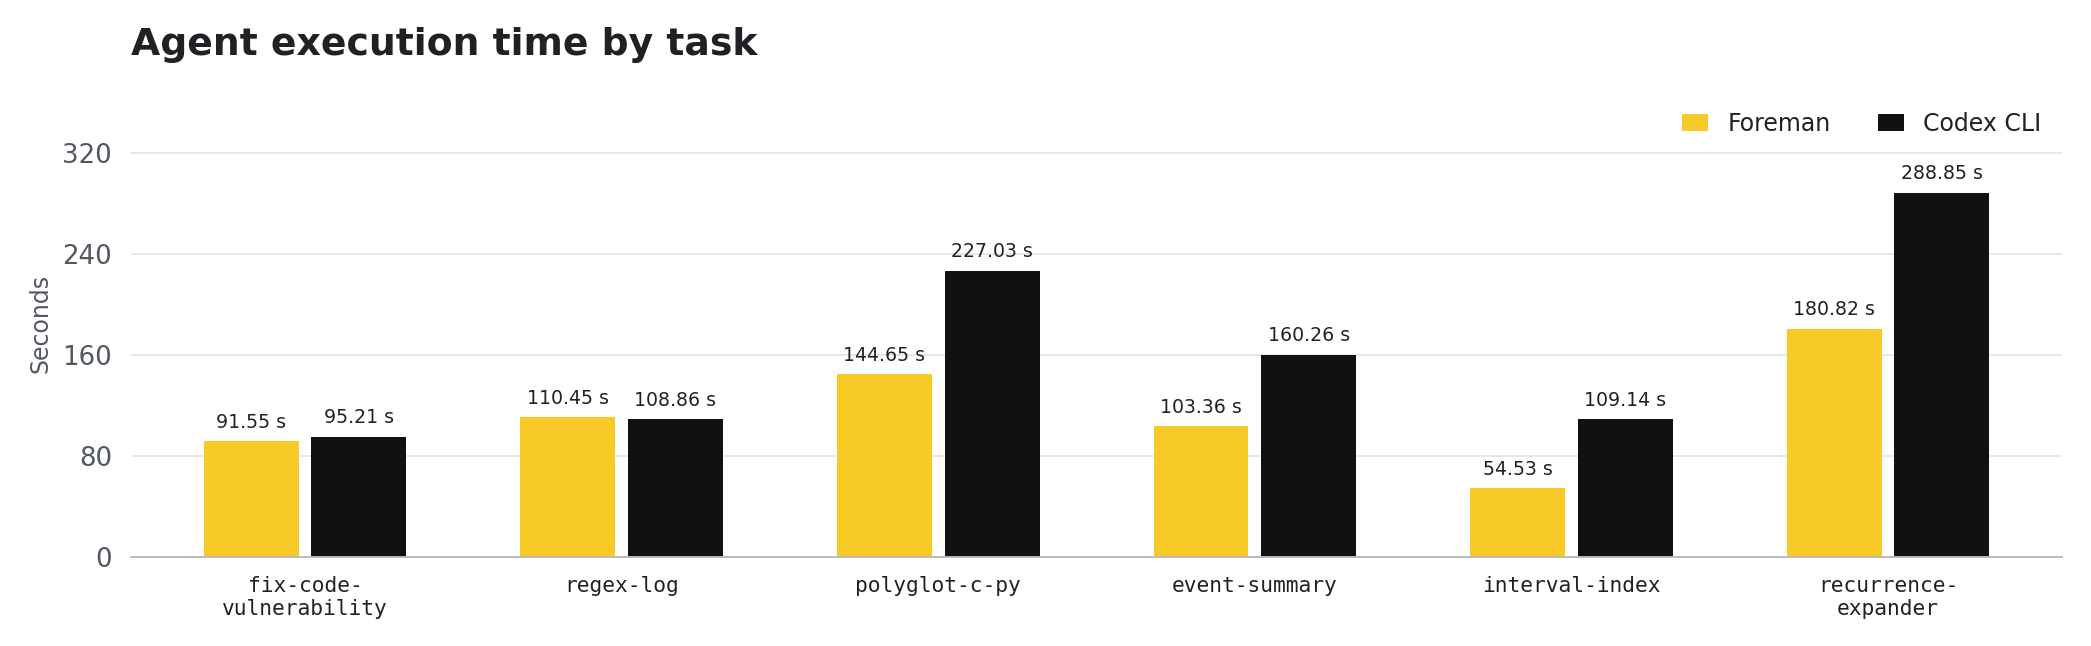 Agent execution time by task
Foreman
Codex CLI
320
240
160
80
0
Seconds
91.55 s
95.21 s
110.45 s
108.86 s
144.65 s
227.03 s
103.36 s
160.26 s
54.53 s
109.14 s
180.82 s
288.85 s
fix-code-
vulnerability
regex-log
polyglot-c-py
event-summary
interval-index
recurrence-
expander